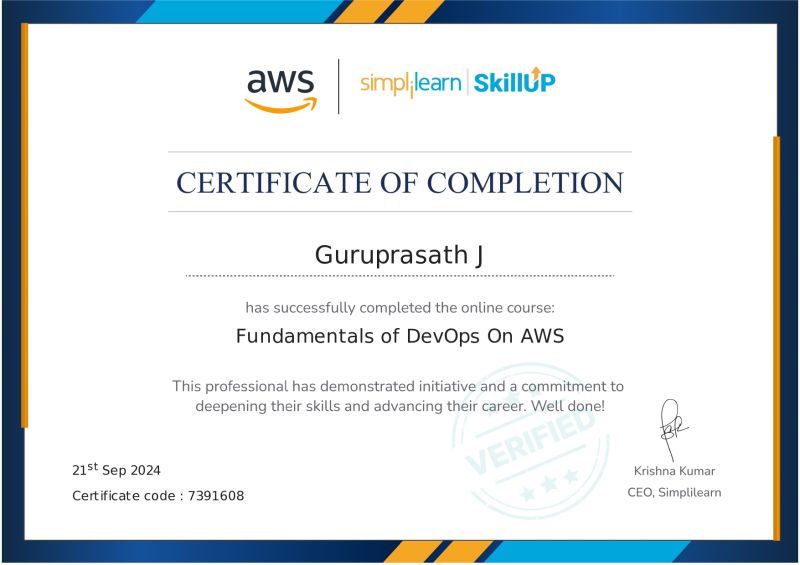 aws
simplilearn | SkillUP
CERTIFICATE OF COMPLETION
Guruprasath J
has successfully completed the online course:
Fundamentals of DevOps On AWS
This professional has demonstrated initiative and a commitment to
deepening their skills and advancing their career. Well done!
VERIFIED
21st Sep 2024
Certificate code : 7391608
Krishna Kumar
CEO, Simplilearn